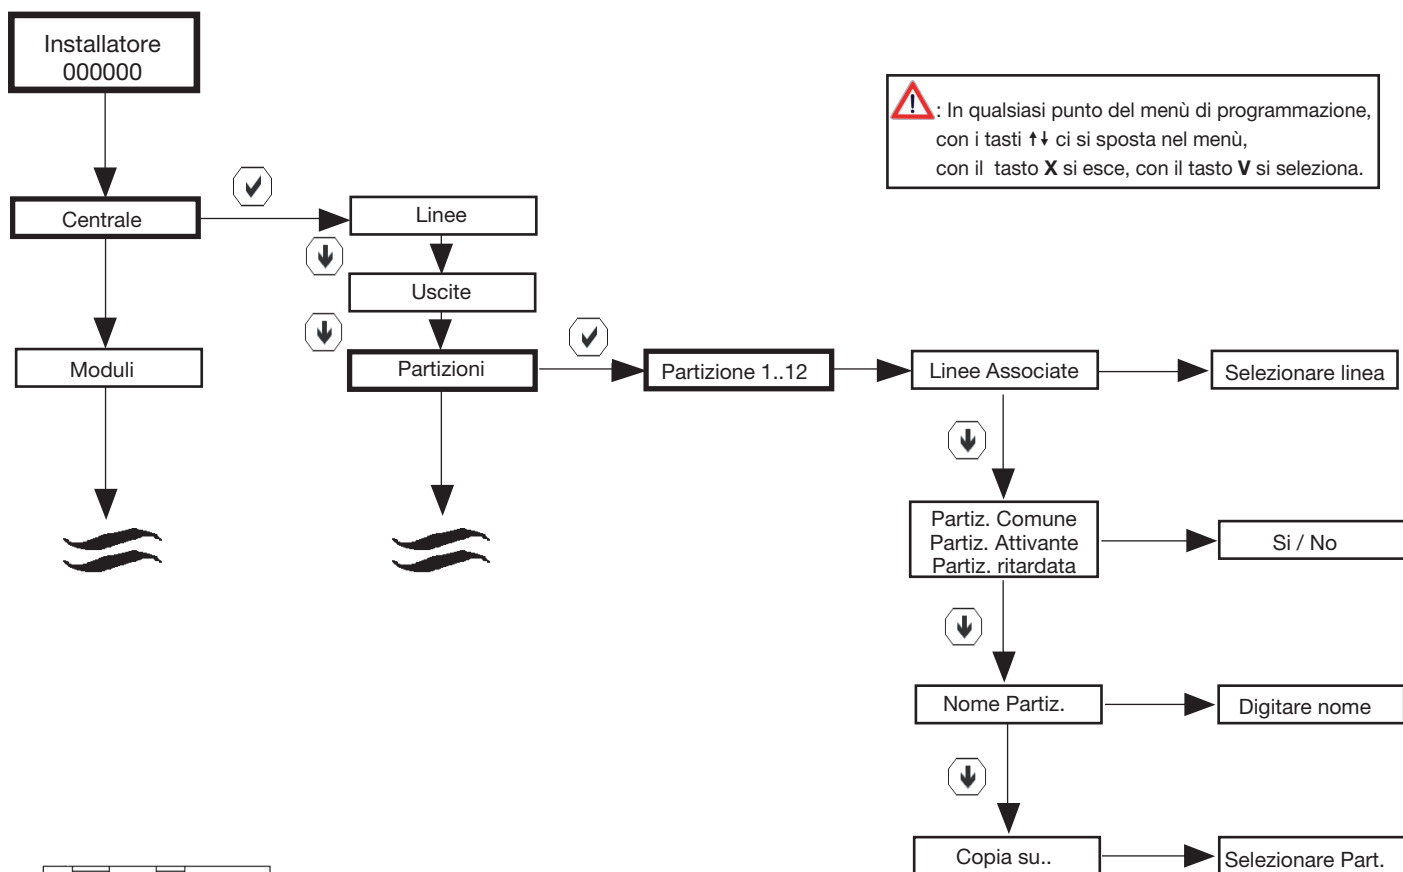 Installatore
000000
: In qualsiasi punto del menù di programmazione,
con i tasti ↑↓ ci si sposta nel menù,
con il tasto X si esce, con il tasto V si seleziona.
Centrale
Linee
Uscite
Moduli
Partizioni
Partizione 1..12
Linee Associate
Selezionare linea
Partiz. Comune
Partiz. Attivante
Partiz. ritardata
Si / No
Nome Partiz.
Digitare nome
Copia su..
Selezionare Part.